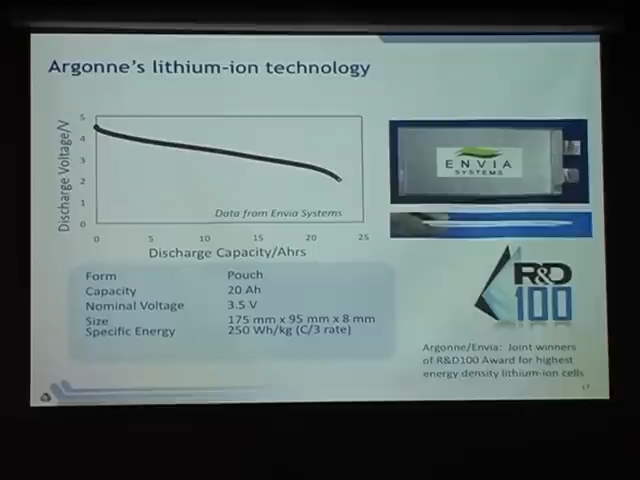 Argonne's lithium-ion technology
Discharge Voltage/V
5
4
3
2
1
0
0 5 10 15 20 25
Data from Envia Systems
Discharge Capacity/Ahrs
ENVIA
SYSTEMS
Form Pouch
Capacity 20 Ah
Nominal Voltage 3.5 V
Size 175 mm x 95 mm x 8 mm
Specific Energy 250 Wh/kg (C/3 rate)
R&D
100
Argonne/Envia: Joint winners
of R&D100 Award for highest
energy density lithium-ion cells
17